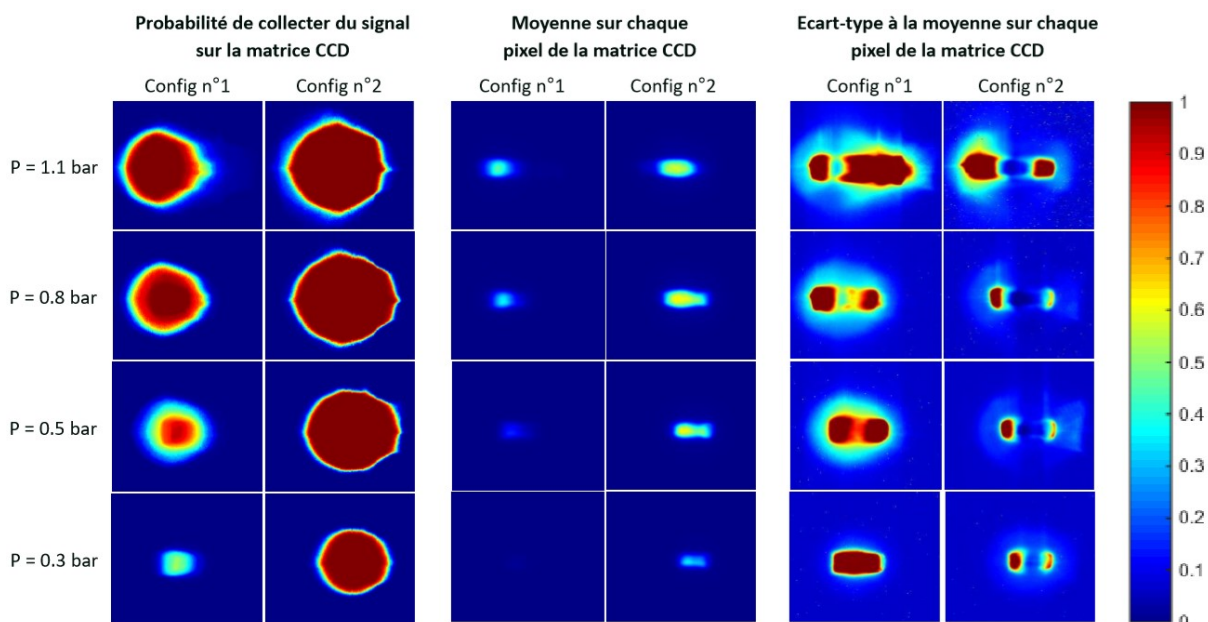 Probabilité de collecter du signal
sur la matrice CCD
Moyenne sur chaque
pixel de la matrice CCD
Ecart-type à la moyenne sur chaque
pixel de la matrice CCD
Config n°1
Config n°2
Config n°1
Config n°2
Config n°1
Config n°2
P = 1.1 bar
P = 0.8 bar
P = 0.5 bar
P = 0.3 bar
1
0.9
0.8
0.7
0.6
0.5
0.4
0.3
0.2
0.1
0